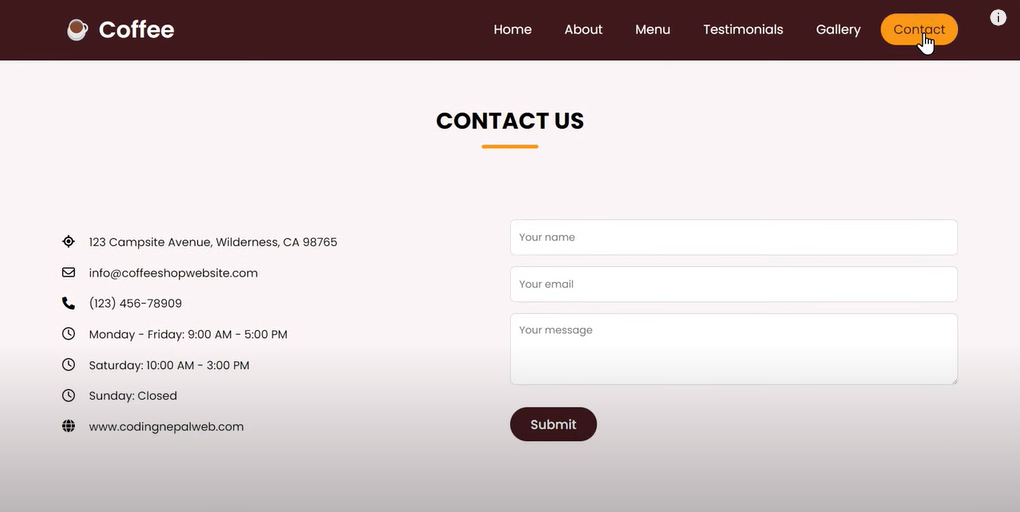 Coffee
Home About Menu Testimonials Gallery Contact
i
CONTACT US
123 Campsite Avenue, Wilderness, CA 98765
info@coffeeshopwebsite.com
(123) 456-78909
Monday - Friday: 9:00 AM - 5:00 PM
Saturday: 10:00 AM - 3:00 PM
Sunday: Closed
www.codingnepalweb.com
Your name
Your email
Your message
Submit